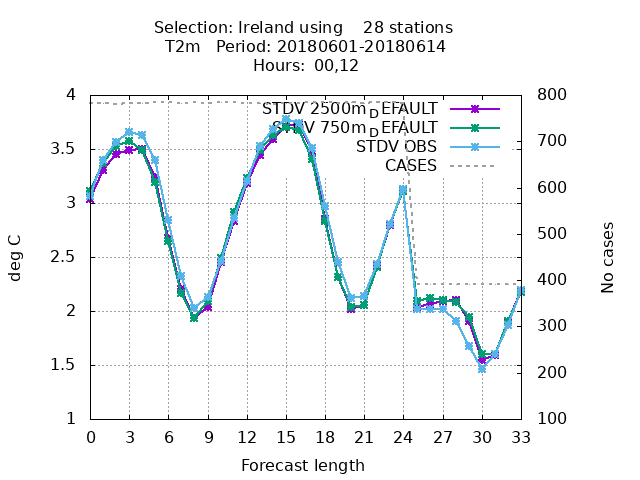 Selection: Ireland using    28 stations
T2m   Period: 20180601-20180614
Hours:  00,12
STDV 2500m_DEFAULT
STDV 750m_DEFAULT
STDV OBS
CASES
4
3.5
3
2.5
2
1.5
1
deg C
800
700
600
500
400
300
200
100
No cases
0 3 6 9 12 15 18 21 24 27 30 33
Forecast length